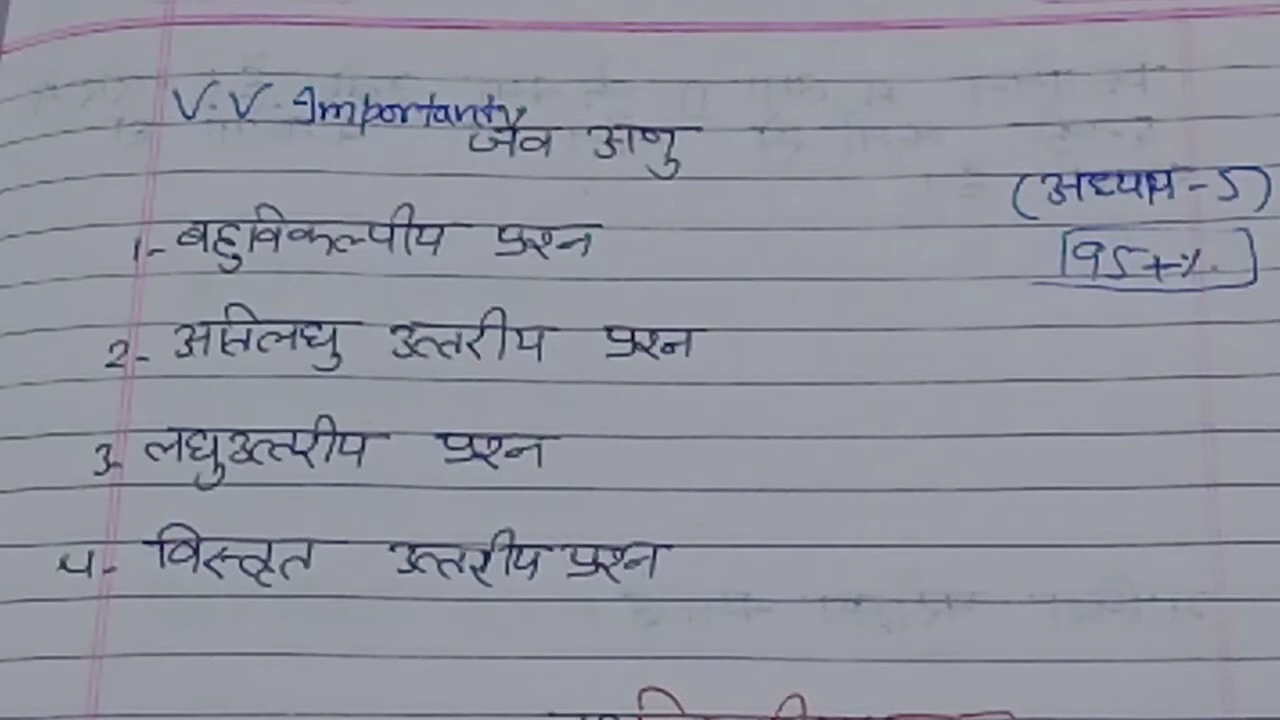 V.V. Important
जैव अणु
(अध्याय - 5)
1- बहुविकल्पीय प्रश्न
95+%
2- अतिलघु उत्तरीय प्रश्न
3- लघुउत्तरीय प्रश्न
4- विस्तृत उत्तरीय प्रश्न